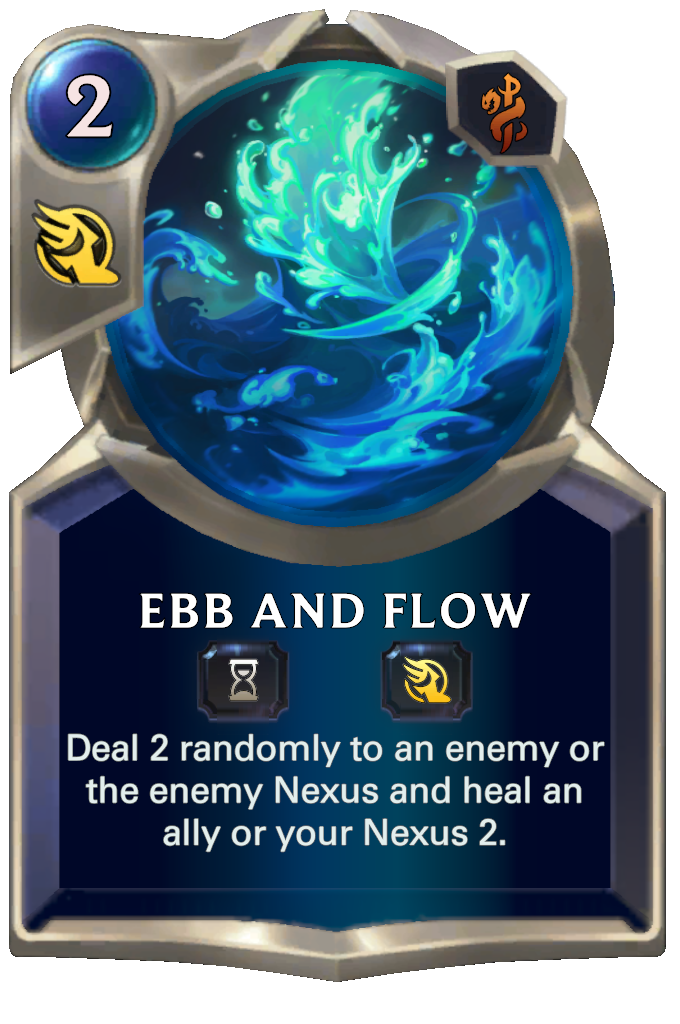 2
EBB AND FLOW
Deal 2 randomly to an enemy or
the enemy Nexus and heal an
ally or your Nexus 2.